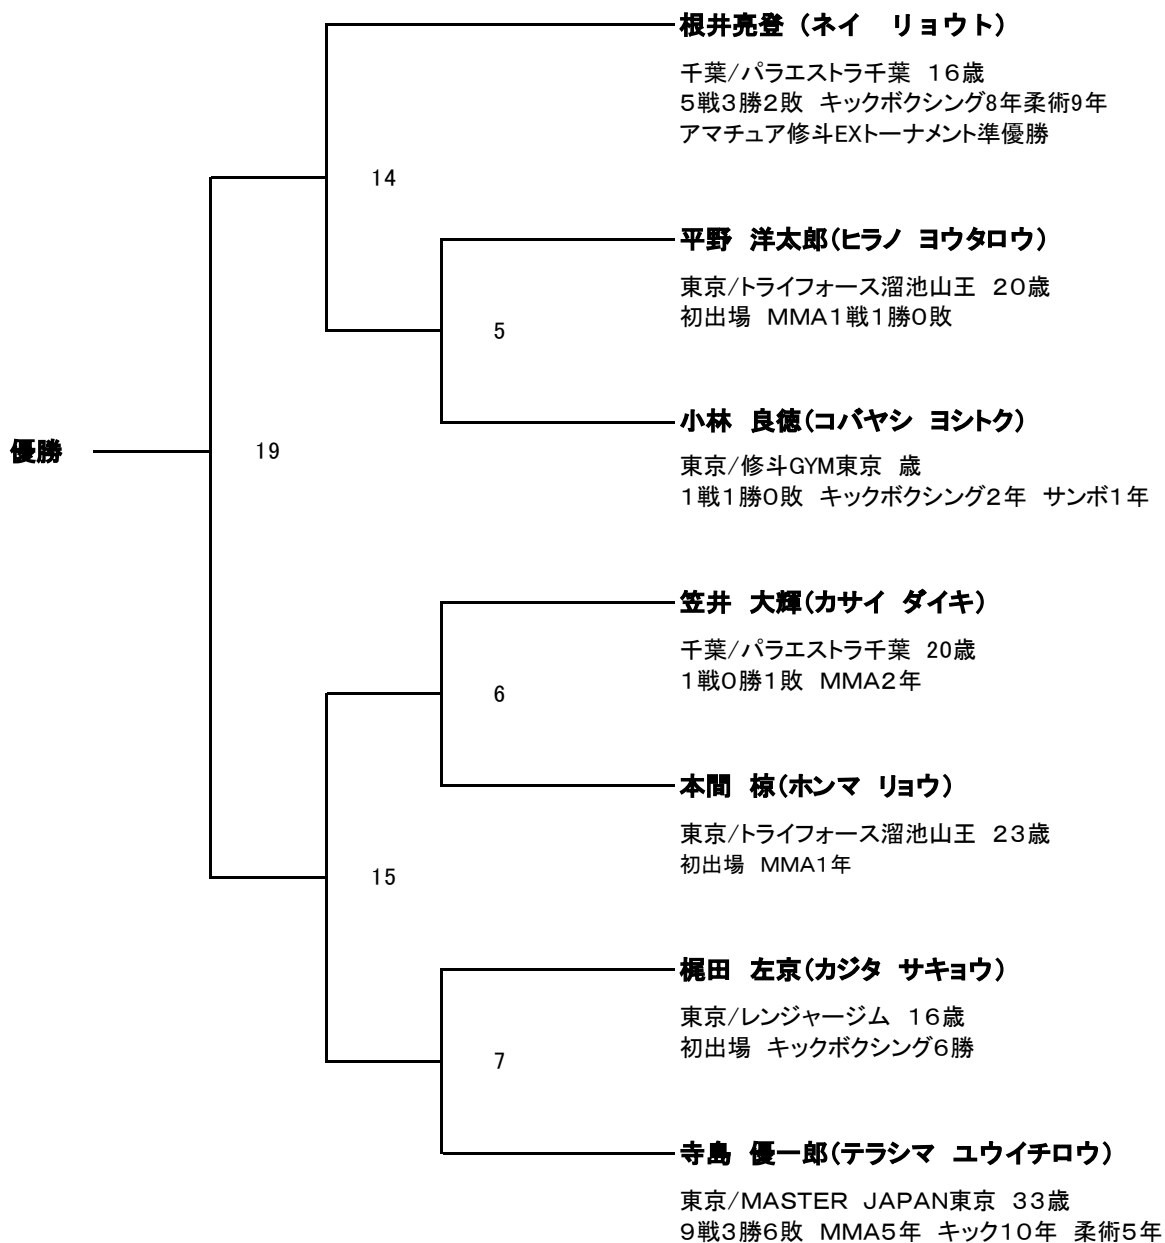 根井亮登 (ネイ　リョウト)
千葉/パラエストラ千葉　16歳
5戦3勝2敗　キックボクシング8年柔術9年
アマチュア修斗EXトーナメント準優勝
14
平野　洋太郎(ヒラノ　ヨウタロウ)
東京/トライフォース溜池山王　20歳
初出場　MMA1戦1勝0敗
5
小林　良徳(コバヤシ　ヨシトク)
優勝
19
東京/修斗GYM東京　歳
1戦1勝0敗　キックボクシング2年　サンボ1年
笠井　大輝(カサイ　ダイキ)
千葉/パラエストラ千葉　20歳
1戦0勝1敗　MMA2年
6
本間　椋(ホンマ　リョウ)
東京/トライフォース溜池山王　23歳
初出場　MMA1年
15
梶田　左京(カジタ　サキョウ)
東京/レンジャージム　16歳
初出場　キックボクシング6勝
7
寺島　優一郎(テラシマ　ユウイチロウ)
東京/MASTER JAPAN東京　33歳
9戦3勝6敗　MMA5年　キック10年　柔術5年